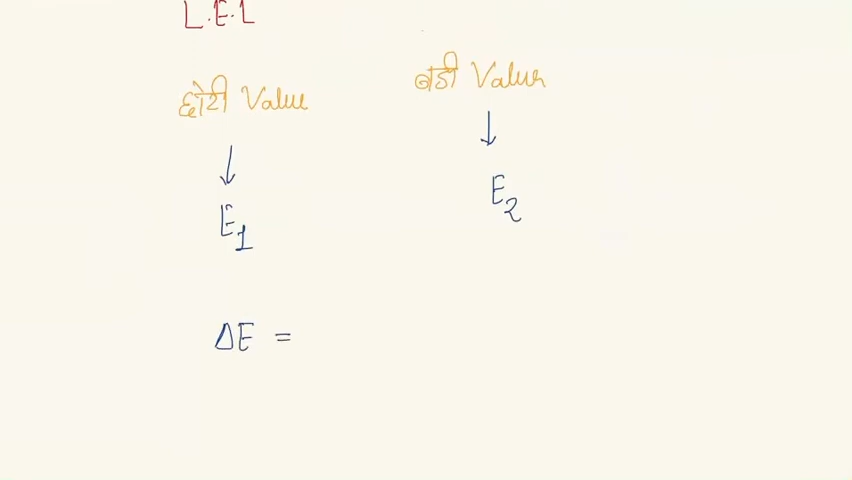 L.E.L
छोटी Value
बडी Value
↓
↓
E₁
E₂
ΔE =